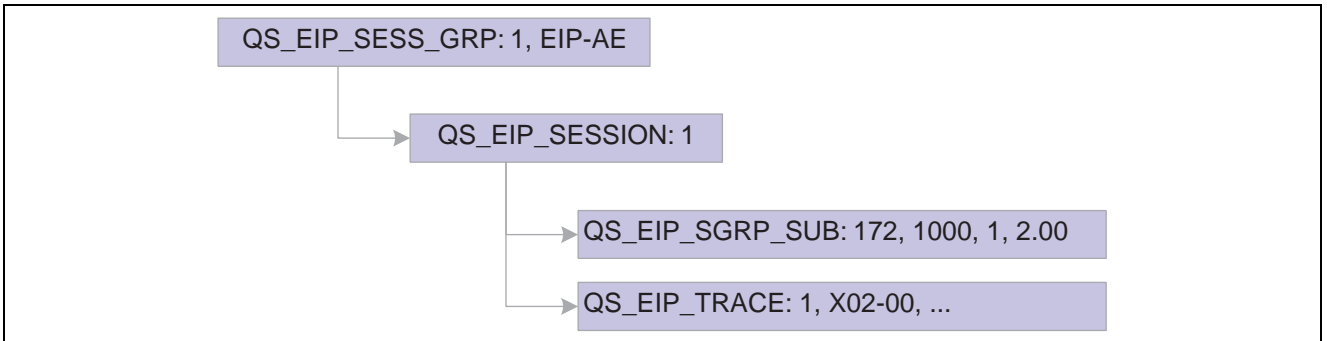 QS_EIP_SESS_GRP: 1, EIP-AE
QS_EIP_SESSION: 1
QS_EIP_SGRP_SUB: 172, 1000, 1, 2.00
QS_EIP_TRACE: 1, X02-00, ...